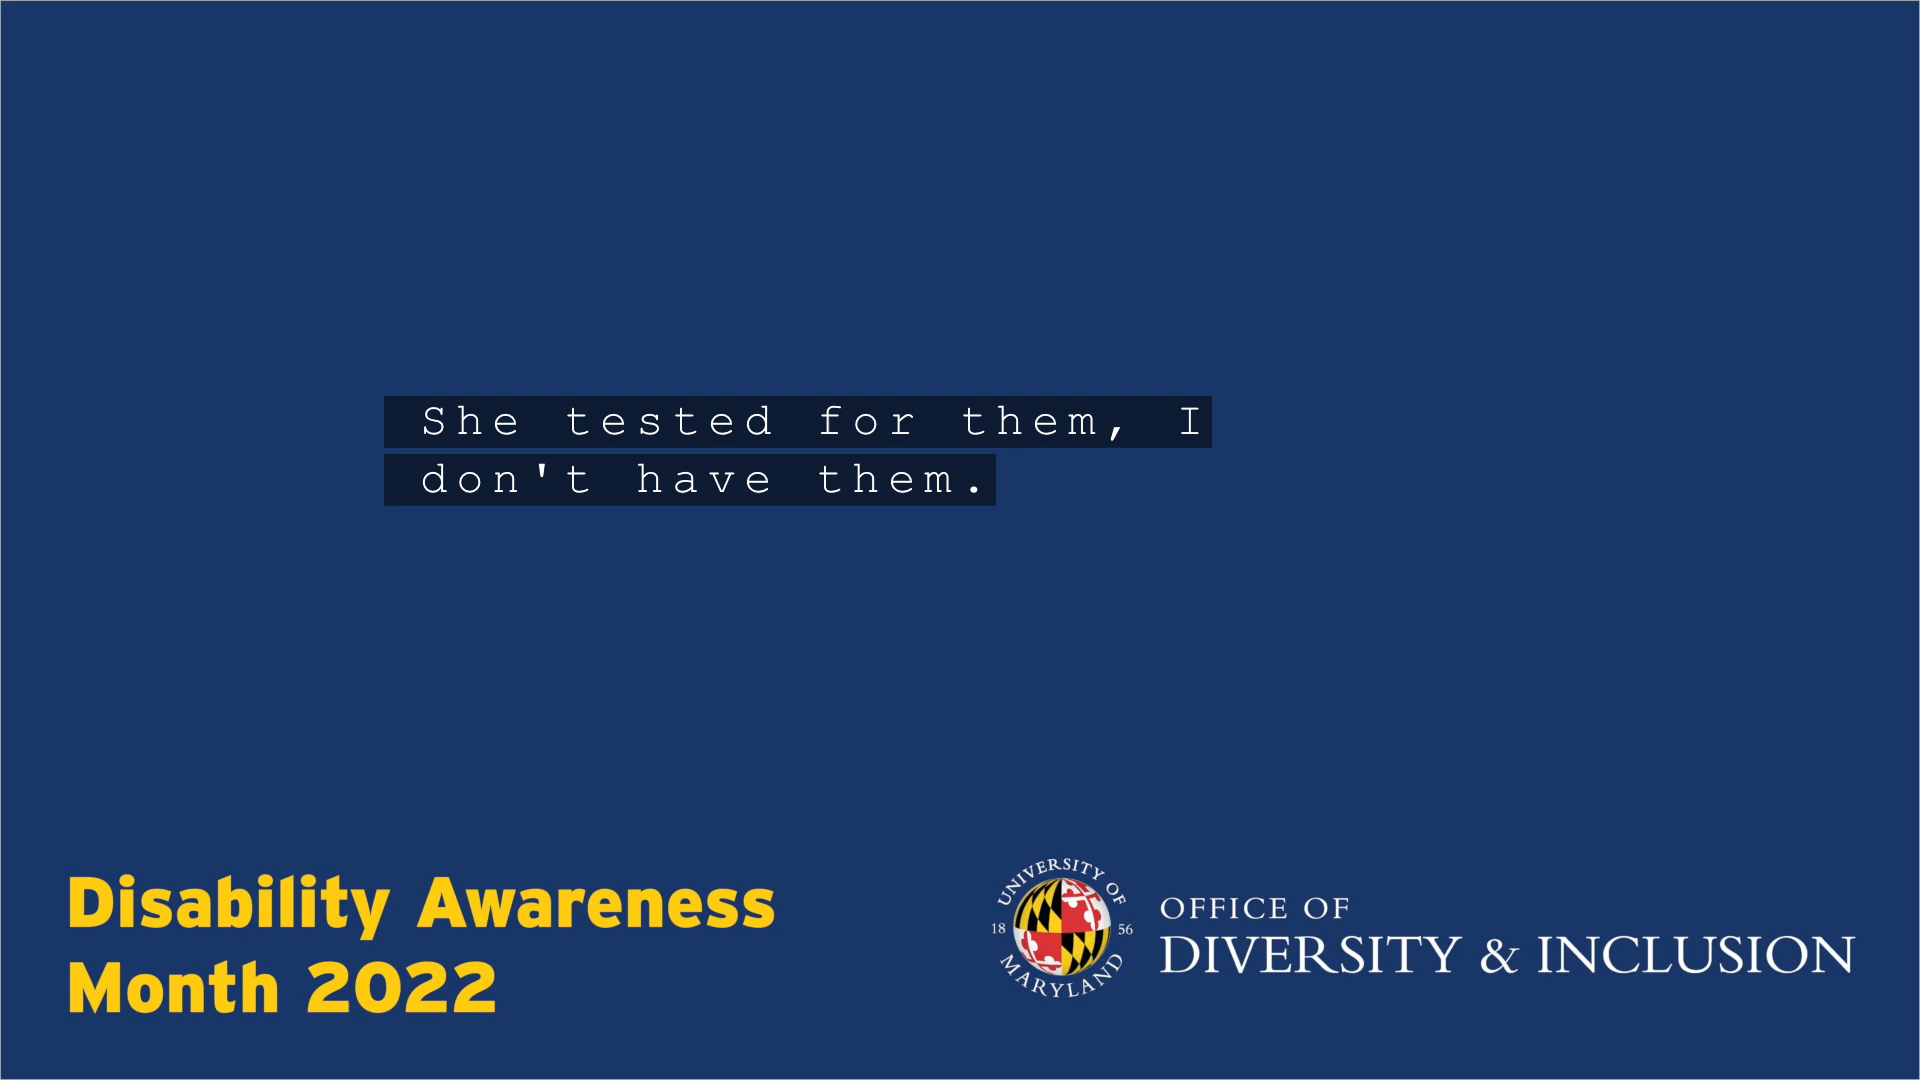 She tested for them, I
don't have them.
Disability Awareness
Month 2022
UNIVERSITY OF
18 56
MARYLAND
OFFICE OF
DIVERSITY & INCLUSION